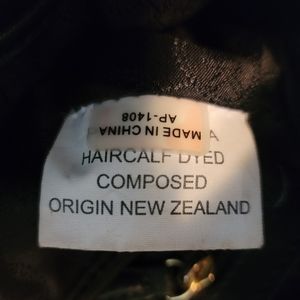 MADE IN CHINA
AP-1408
HAIRCALF DYED
COMPOSED
ORIGIN NEW ZEALAND